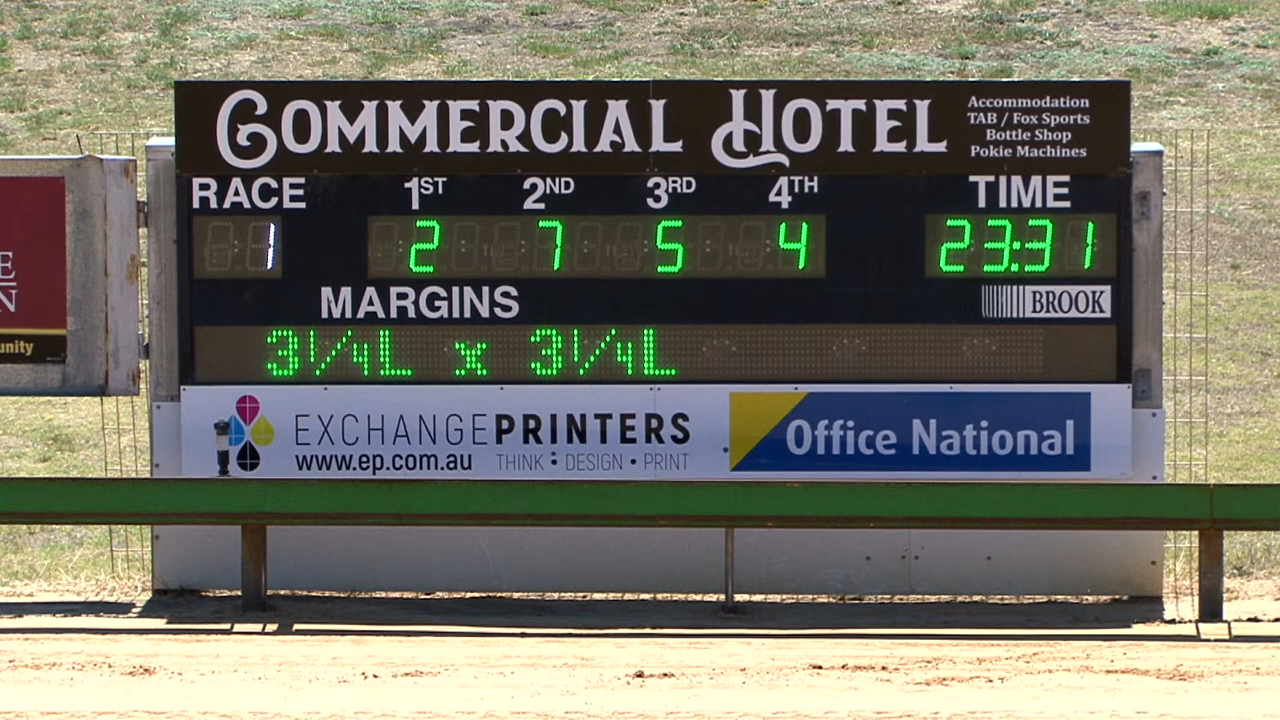 COMMERCIAL HOTEL
Accommodation
TAB / Fox Sports
Bottle Shop
Pokie Machines
RACE 1ST 2ND 3RD 4TH TIME
1 2 7 5 4 23:31
MARGINS
BROOK
3¼L x 3¼L
E
N
unity
EXCHANGEPRINTERS
www.ep.com.au THINK : DESIGN • PRINT
Office National